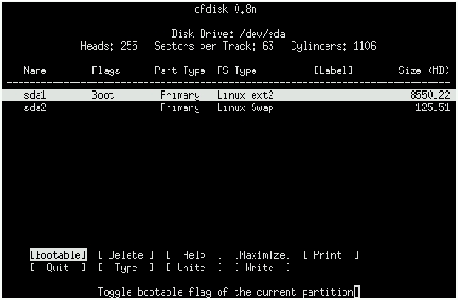 cfdisk 0.8n
Disk Drive: /dev/sda
Heads: 255 Sectors per Track: 63 Cylinders: 1106
Name Flags Part Type FS Type [Label] Size (MB)
sda1 Boot Primary Linux ext2 8550.22
sda2 Primary Linux Swap 125.51
[Bootable] [ Delete ] [ Help ] [Maximize] [ Print ]
[ Quit ] [ Type ] [ Units ] [ Write ]
Toggle bootable flag of the current partition